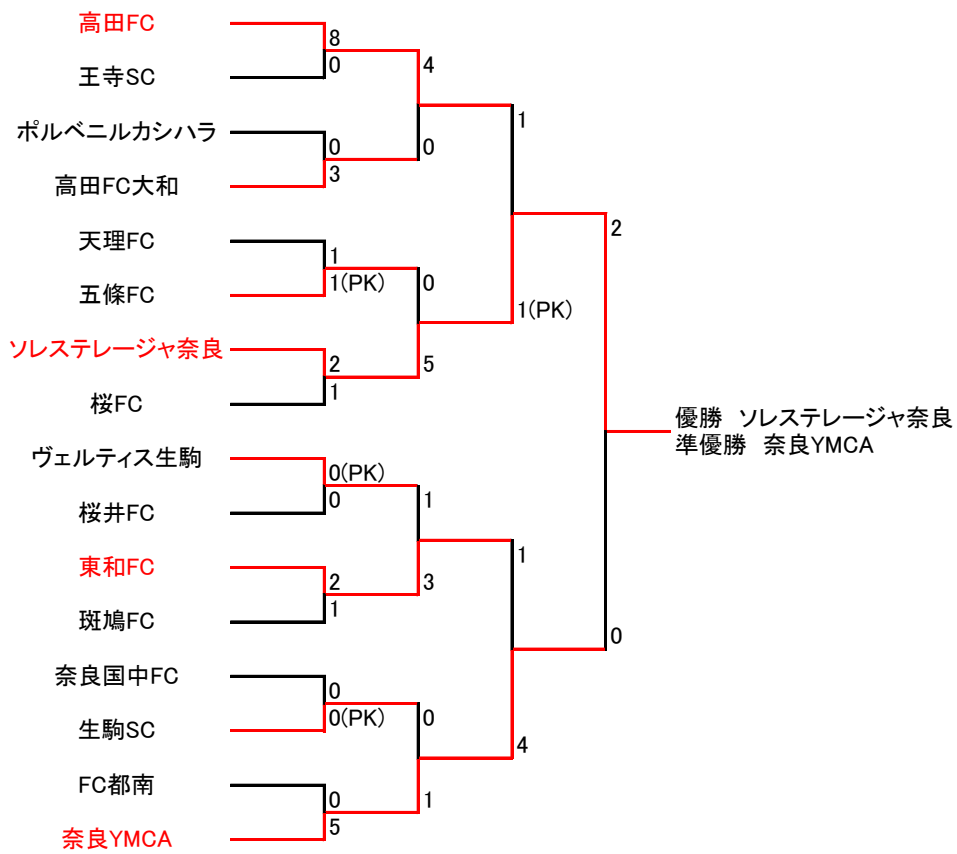 高田FC
8
0
王寺SC
4
ポルベニルカシハラ
0
3
0
高田FC大和
1
天理FC
1
1(PK)
五條FC
0
1(PK)
ソレステレージャ奈良
2
1
5
桜FC
2
優勝　ソレステレージャ奈良
準優勝　奈良YMCA
ヴェルティス生駒
0(PK)
0
桜井FC
1
東和FC
2
1
3
斑鳩FC
1
0
奈良国中FC
0
0(PK)
生駒SC
0
4
FC都南
0
5
1
奈良YMCA